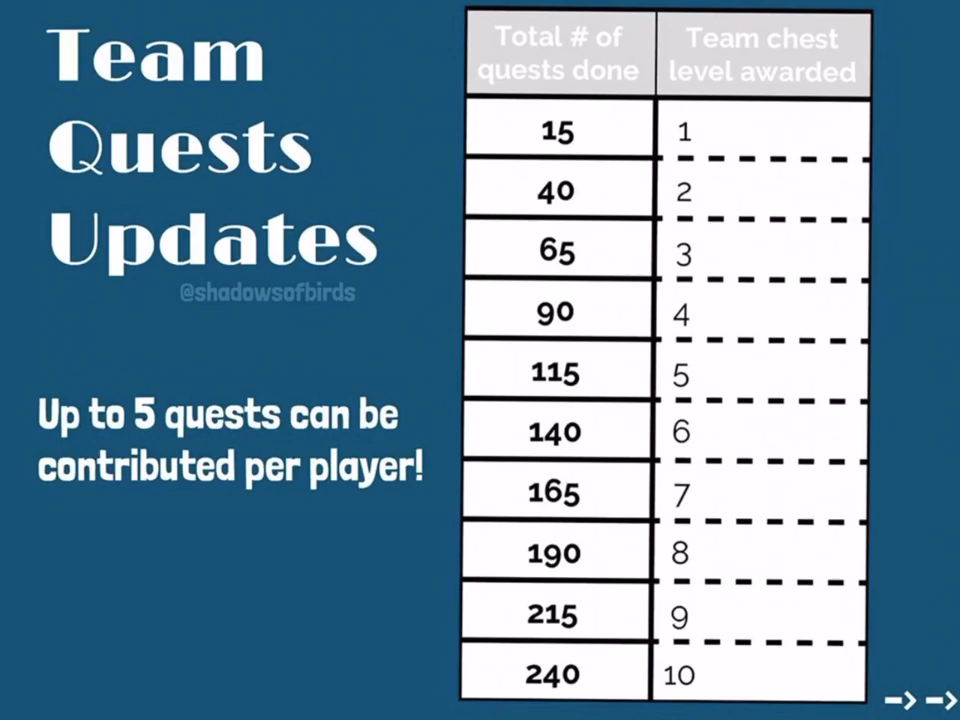 Team
Quests
Updates
@shadowsofbirds
Up to 5 quests can be
contributed per player!
Total # of
quests done
Team chest
level awarded
15 1
40 2
65 3
90 4
115 5
140 6
165 7
190 8
215 9
240 10
–> –>